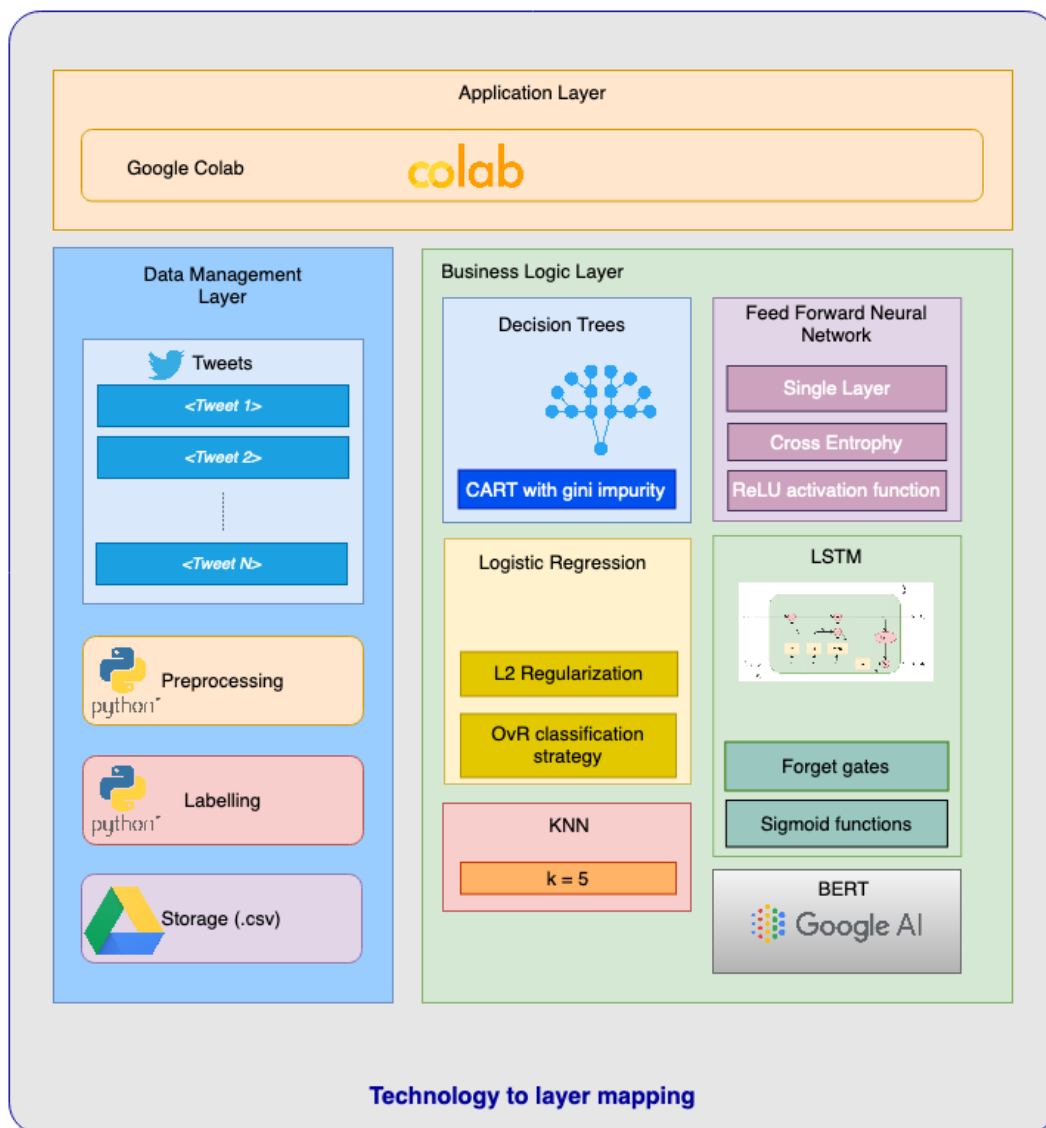 Application Layer
Google Colab
colab
Data Management
Layer
Tweets
<Tweet 1>
<Tweet 2>
<Tweet N>
python
Preprocessing
python
Labelling
Storage (.csv)
Business Logic Layer
Decision Trees
CART with gini impurity
Feed Forward Neural
Network
Single Layer
Cross Entrophy
ReLU activation function
Logistic Regression
L2 Regularization
OvR classification
strategy
LSTM
Forget gates
Sigmoid functions
KNN
k = 5
BERT
Google AI
Technology to layer mapping